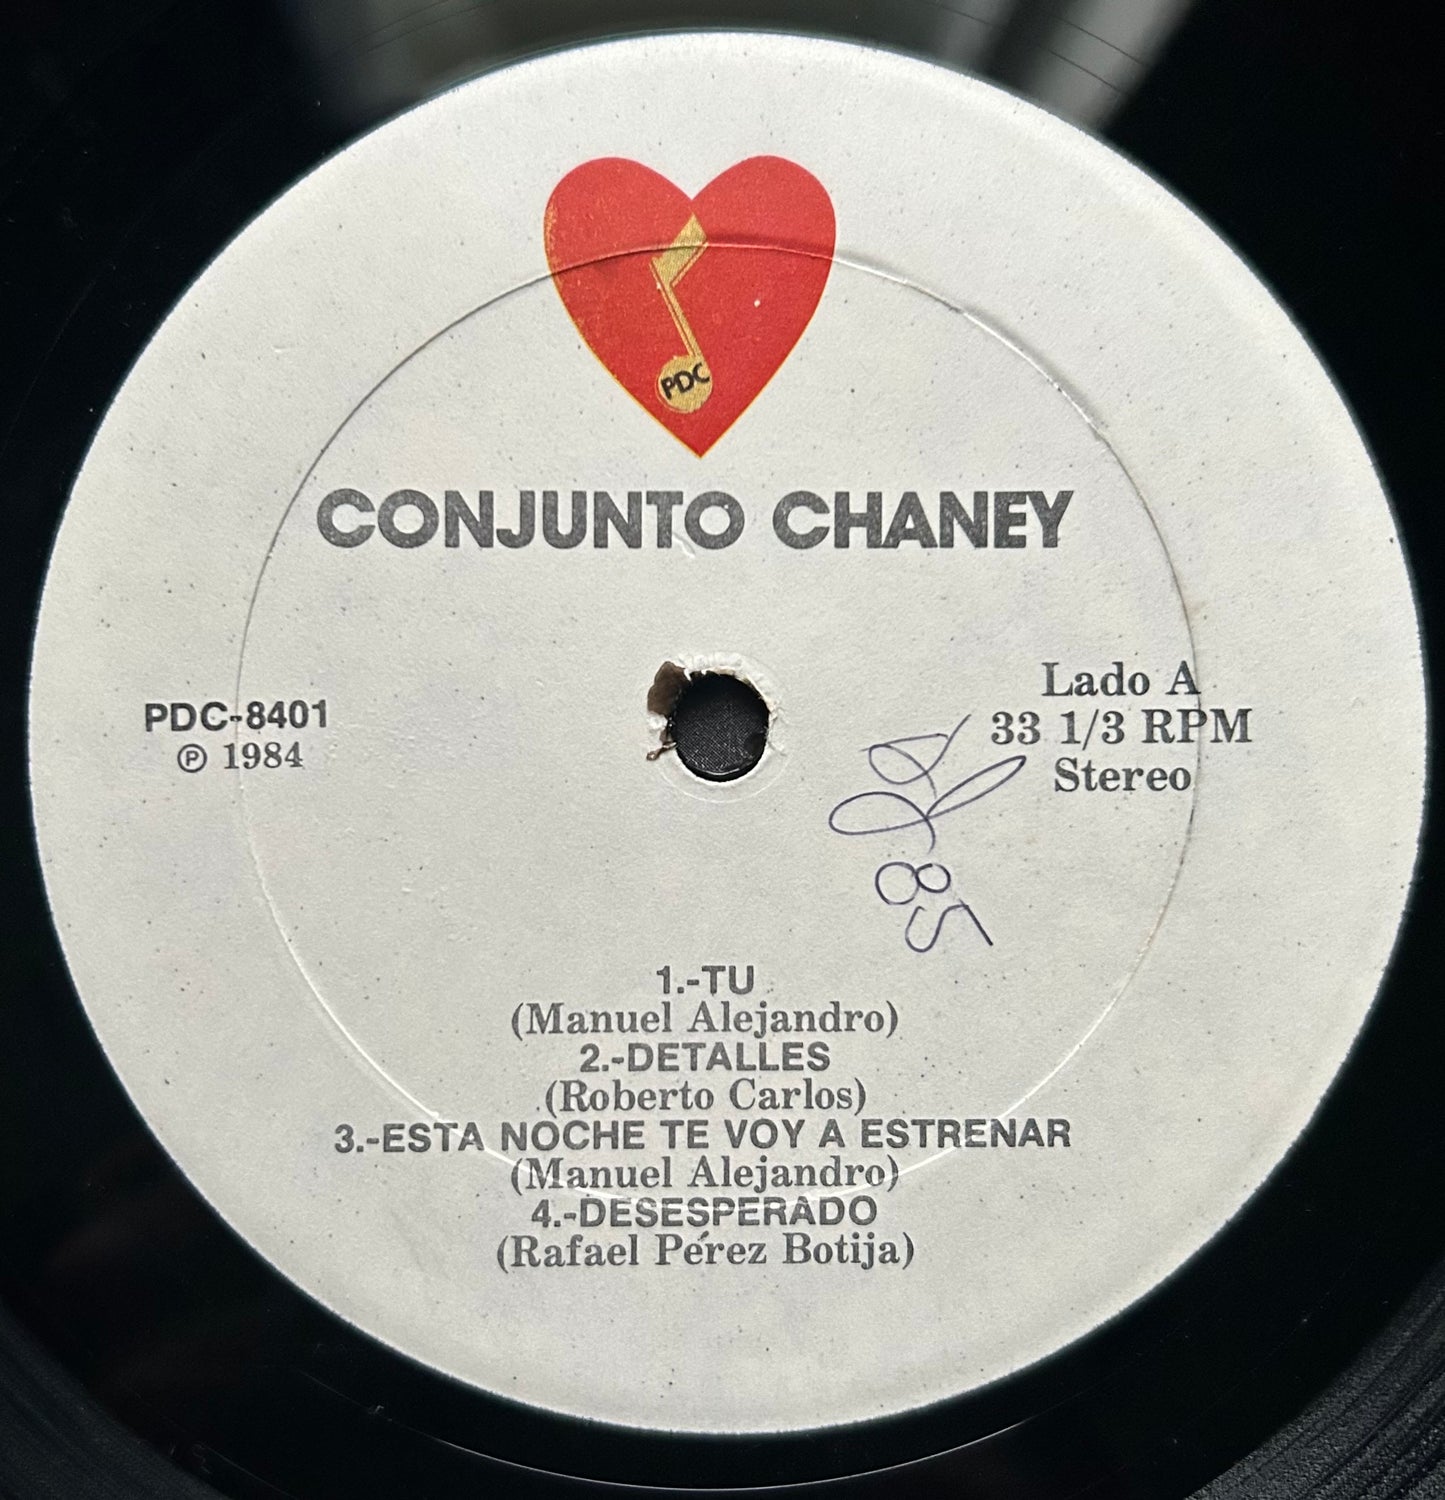 PDC
CONJUNTO CHANEY
PDC-8401
℗ 1984
Lado A
33 1/3 RPM
Stereo
85
1.-TU
(Manuel Alejandro)
2.-DETALLES
(Roberto Carlos)
3.-ESTA NOCHE TE VOY A ESTRENAR
(Manuel Alejandro)
4.-DESESPERADO
(Rafael Pérez Botija)